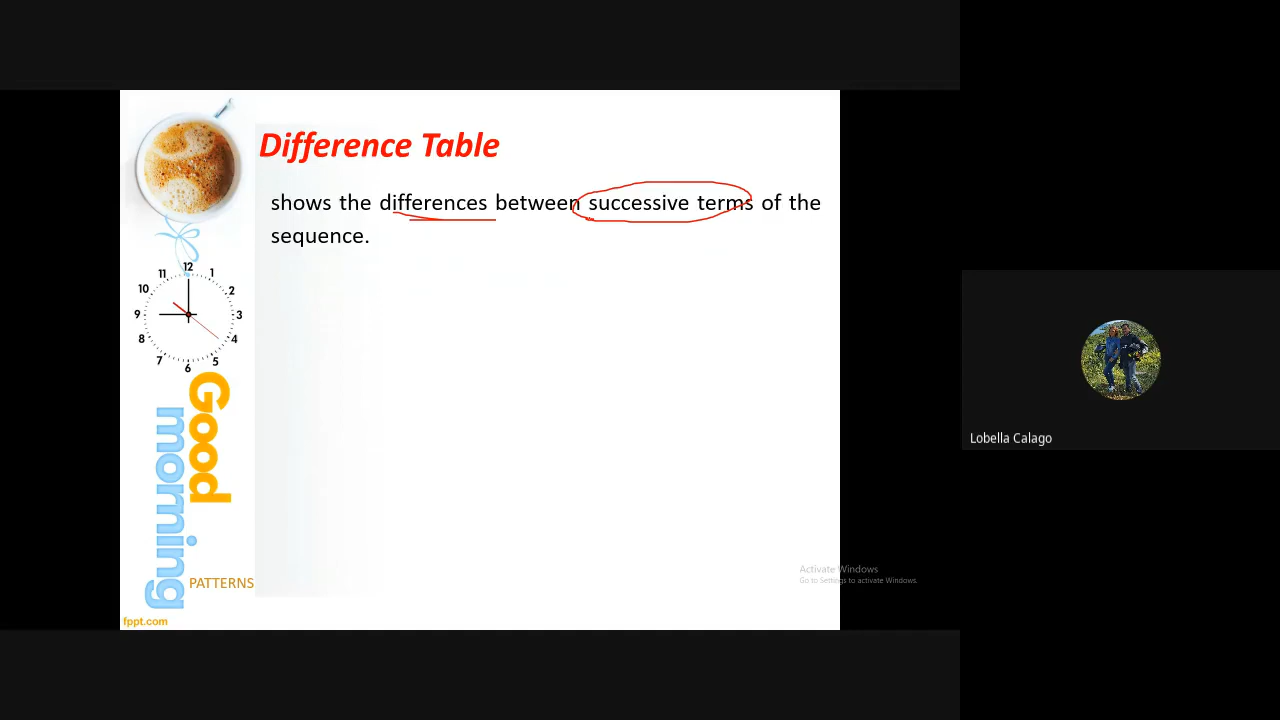 Difference Table
shows the differences between successive terms of the
sequence.
12
11
1
10
2
9
3
8
4
7
5
6
Good
morning
PATTERNS
fppt.com
Activate Windows
Go to Settings to activate Windows.
Lobella Calago